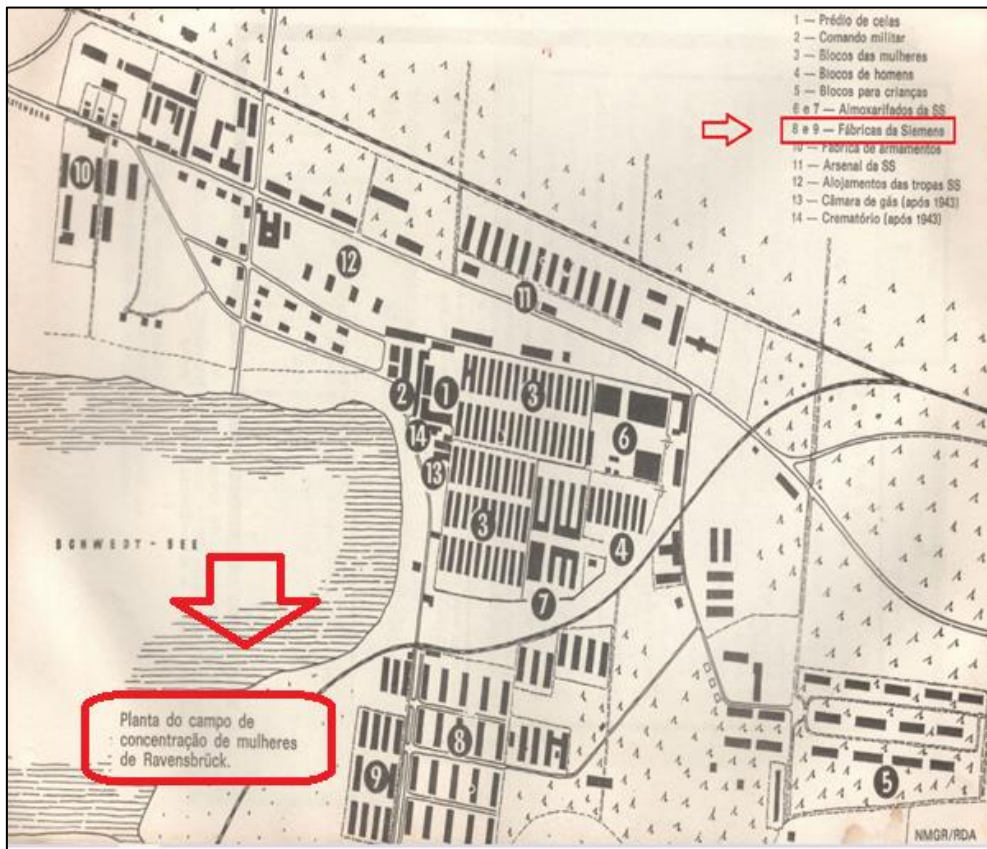 1 — Prédio de celas
2 — Comando militar
3 — Blocos das mulheres
4 — Blocos de homens
5 — Blocos para crianças
6 e 7 — Almoxarifados da SS
8 e 9 — Fábricas da Siemens
10 — Fábrica de armamentos
11 — Arsenal da SS
12 — Alojamentos das tropas SS
13 — Câmara de gás (após 1943)
14 — Crematório (após 1943)
10
12
11
2
1
3
6
14
13
3
4
7
SCHWEDT - SEE
Planta do campo de
concentração de mulheres
de Ravensbrück.
8
9
5
NMGR/RDA